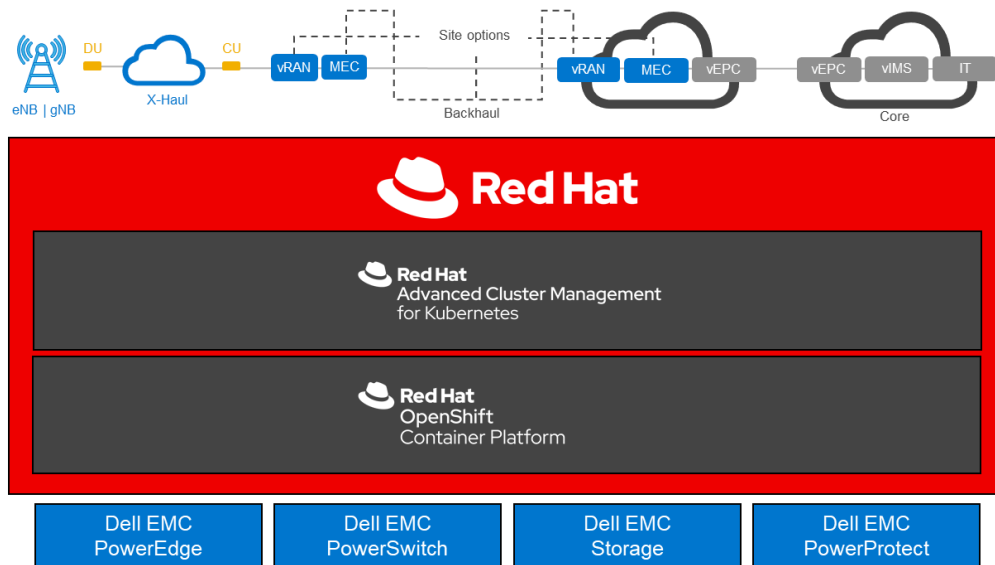 Site options
DU
CU
vRAN
MEC
vRAN
MEC
vEPC
vEPC
vIMS
IT
X-Haul
eNB | gNB
Backhaul
Core
Red Hat
Red Hat
Advanced Cluster Management
for Kubernetes
Red Hat
OpenShift
Container Platform
Dell EMC
PowerEdge
Dell EMC
PowerSwitch
Dell EMC
Storage
Dell EMC
PowerProtect